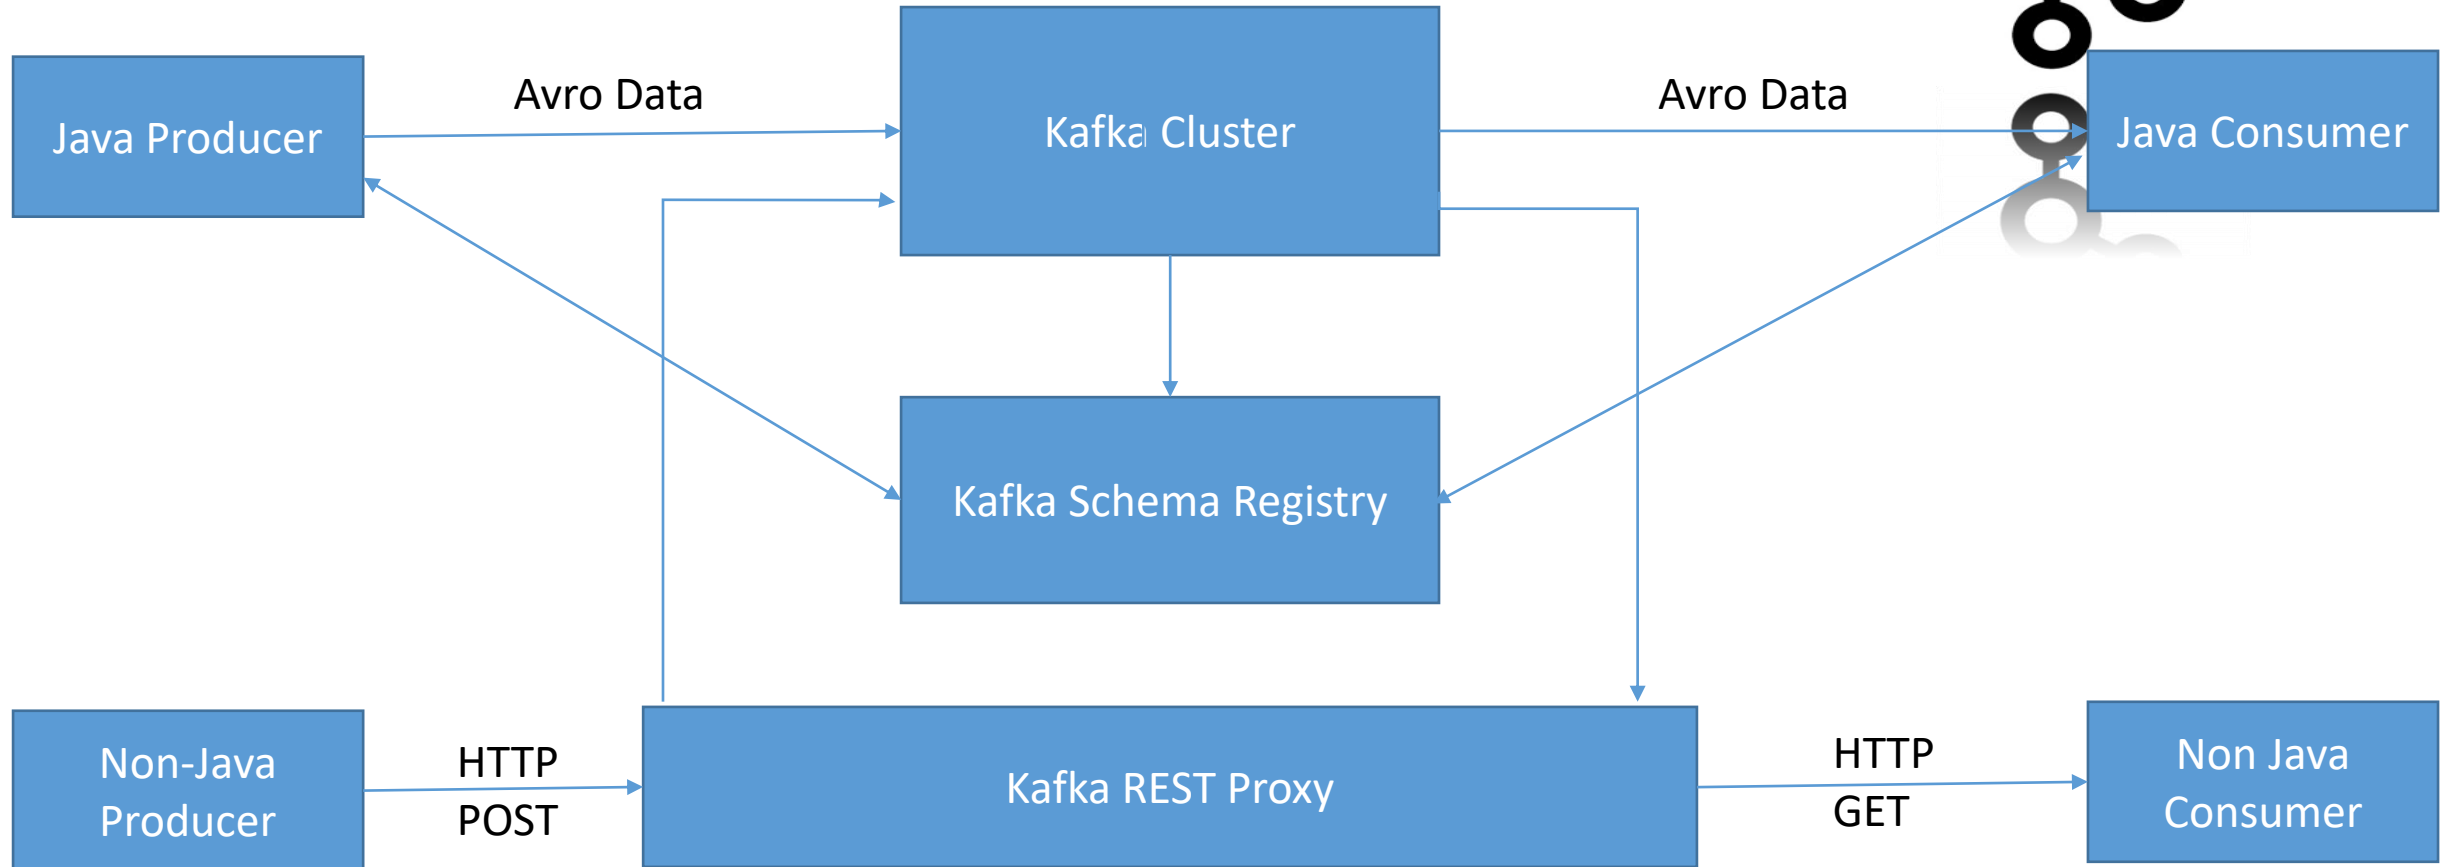 Avro Data
Avro Data
Java Producer
Kafka Cluster
Java Consumer
Kafka Schema Registry
Non-Java
Producer
HTTP
POST
Kafka REST Proxy
HTTP
GET
Non Java
Consumer